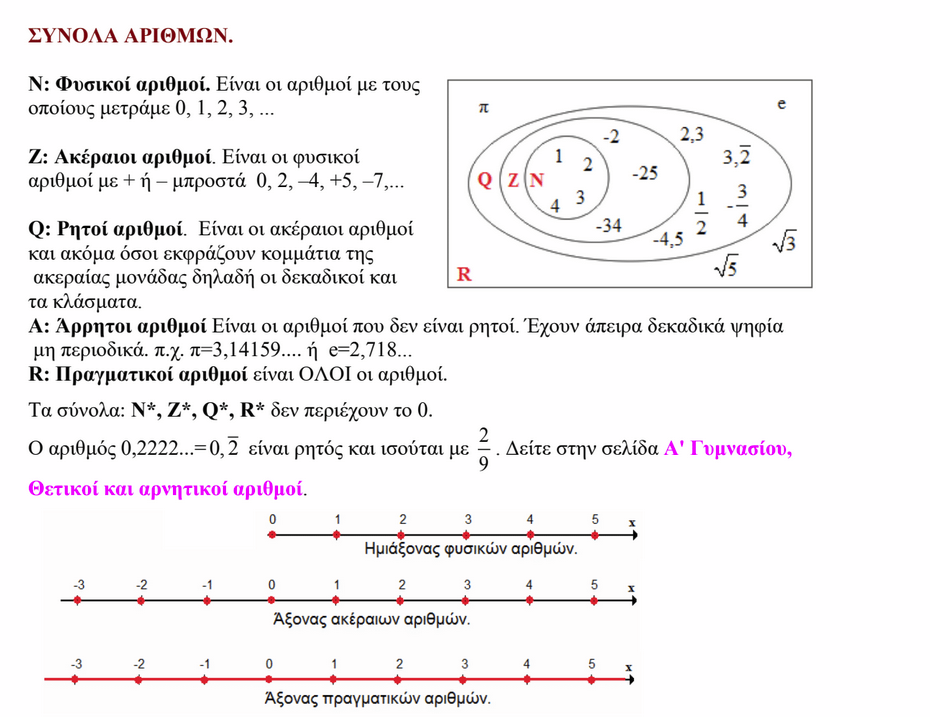 ΣΥΝΟΛΑ ΑΡΙΘΜΩΝ.
Ν: Φυσικοί αριθμοί. Είναι οι αριθμοί με τους
οποίους μετράμε 0, 1, 2, 3, ...
Ζ: Ακέραιοι αριθμοί. Είναι οι φυσικοί
αριθμοί με + ή – μπροστά 0, 2, –4, +5, –7,...
Q: Ρητοί αριθμοί. Είναι οι ακέραιοι αριθμοί
και ακόμα όσοι εκφράζουν κομμάτια της
ακεραίας μονάδας δηλαδή οι δεκαδικοί και
τα κλάσματα.
π e
-2 2,3
1 2 3,2̅
Q Z N -25
4 3 1/2 -3/4
-34 -4,5
√3
R √5
Α: Άρρητοι αριθμοί Είναι οι αριθμοί που δεν είναι ρητοί. Έχουν άπειρα δεκαδικά ψηφία
μη περιοδικά. π.χ. π=3,14159.... ή e=2,718...
R: Πραγματικοί αριθμοί είναι ΟΛΟΙ οι αριθμοί.
Τα σύνολα: Ν*, Ζ*, Q*, R* δεν περιέχουν το 0.
Ο αριθμός 0,2222...=0,2̅ είναι ρητός και ισούται με 2/9 . Δείτε στην σελίδα Α' Γυμνασίου,
Θετικοί και αρνητικοί αριθμοί.
0 1 2 3 4 5 x
Ημιάξονας φυσικών αριθμών.
-3 -2 -1 0 1 2 3 4 5 x
Άξονας ακέραιων αριθμών.
-3 -2 -1 0 1 2 3 4 5 x
Άξονας πραγματικών αριθμών.